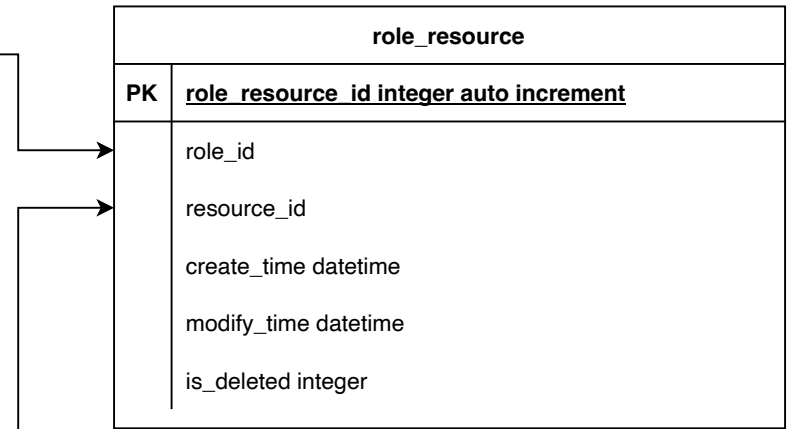 role_resource
PK role_resource_id integer auto increment
role_id
resource_id
create_time datetime
modify_time datetime
is_deleted integer